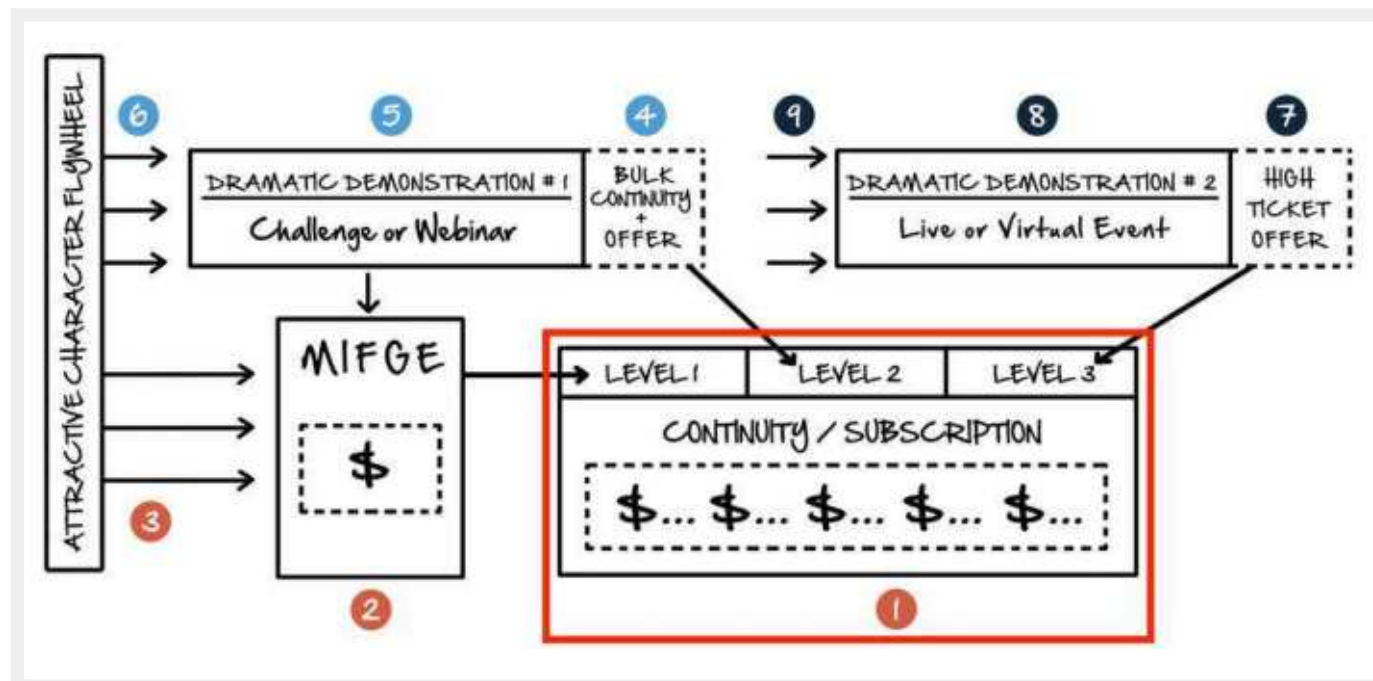 ATTRACTIVE CHARACTER FLYWHEEL
6
5
4
9
8
7
DRAMATIC DEMONSTRATION # 1
Challenge or Webinar
BULK
CONTINUITY
+
OFFER
DRAMATIC DEMONSTRATION # 2
Live or Virtual Event
HIGH
TICKET
OFFER
MIFGE
$
LEVEL 1
LEVEL 2
LEVEL 3
CONTINUITY / SUBSCRIPTION
$... $... $... $... $...
3
2
1